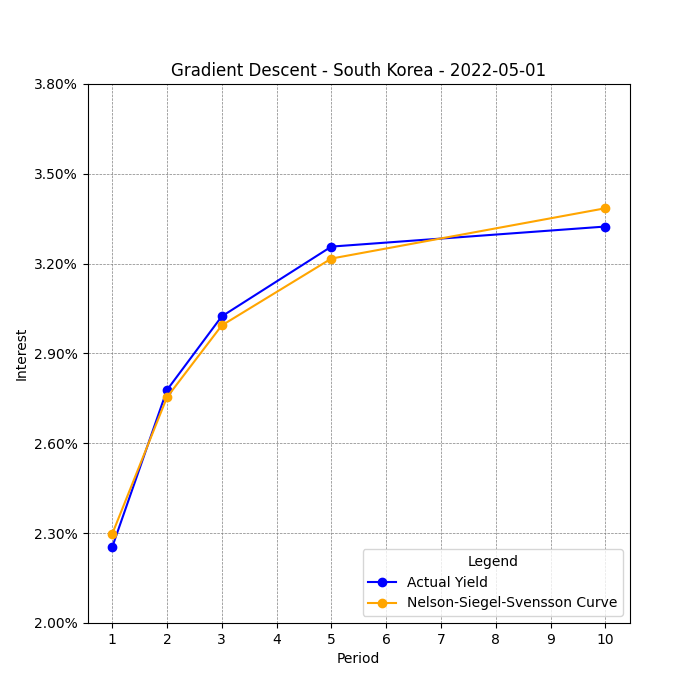 Gradient Descent - South Korea - 2022-05-01
3.80%
3.50%
3.20%
2.90%
2.60%
2.30%
2.00%
Interest
Legend
Actual Yield
Nelson-Siegel-Svensson Curve
1 2 3 4 5 6 7 8 9 10
Period